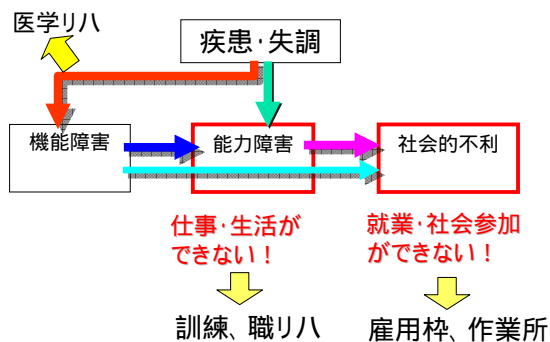 医学リハ
疾患･失調
機能障害
能力障害
社会的不利
仕事･生活が
できない！
就業･社会参加
ができない！
訓練、職リハ
雇用枠、作業所